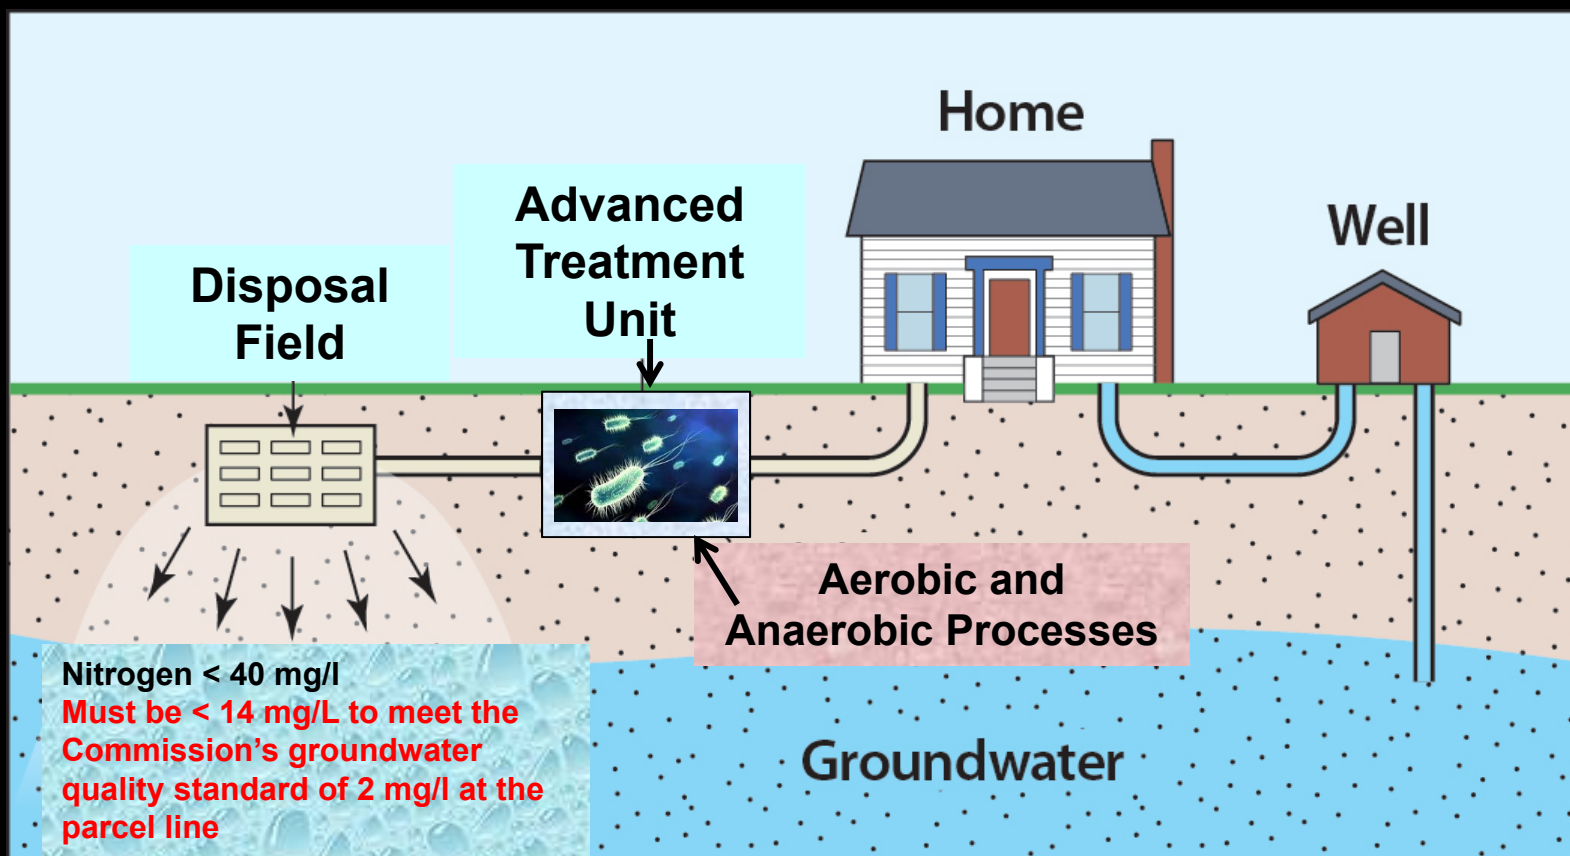 Home
Well
Advanced
Treatment
Unit
Disposal
Field
Aerobic and
Anaerobic Processes
Nitrogen < 40 mg/l
Must be < 14 mg/L to meet the
Commission's groundwater
quality standard of 2 mg/l at the
parcel line
Groundwater